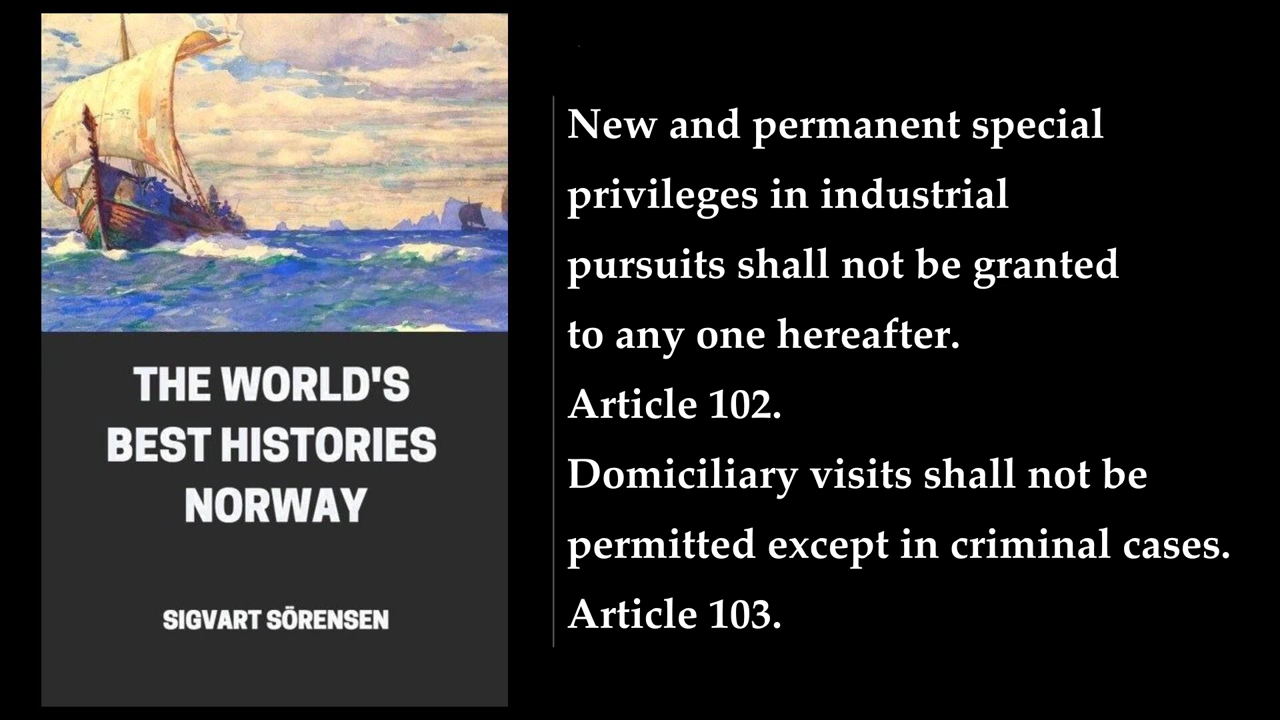 THE WORLD'S
BEST HISTORIES
NORWAY
SIGVART SÖRENSEN
New and permanent special
privileges in industrial
pursuits shall not be granted
to any one hereafter.
Article 102.
Domiciliary visits shall not be
permitted except in criminal cases.
Article 103.